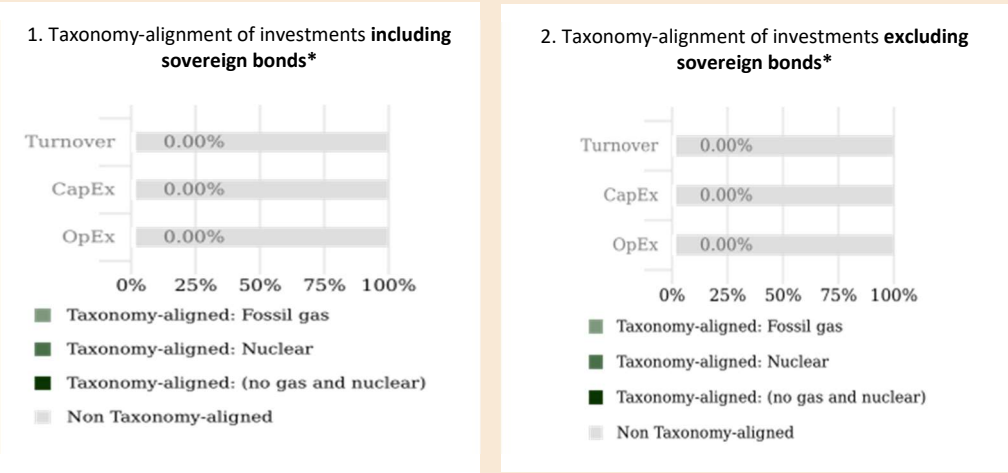 1. Taxonomy-alignment of investments including
sovereign bonds*
Turnover 0.00%
CapEx 0.00%
OpEx 0.00%
0% 25% 50% 75% 100%
Taxonomy-aligned: Fossil gas
Taxonomy-aligned: Nuclear
Taxonomy-aligned: (no gas and nuclear)
Non Taxonomy-aligned
2. Taxonomy-alignment of investments excluding
sovereign bonds*
Turnover 0.00%
CapEx 0.00%
OpEx 0.00%
0% 25% 50% 75% 100%
Taxonomy-aligned: Fossil gas
Taxonomy-aligned: Nuclear
Taxonomy-aligned: (no gas and nuclear)
Non Taxonomy-aligned